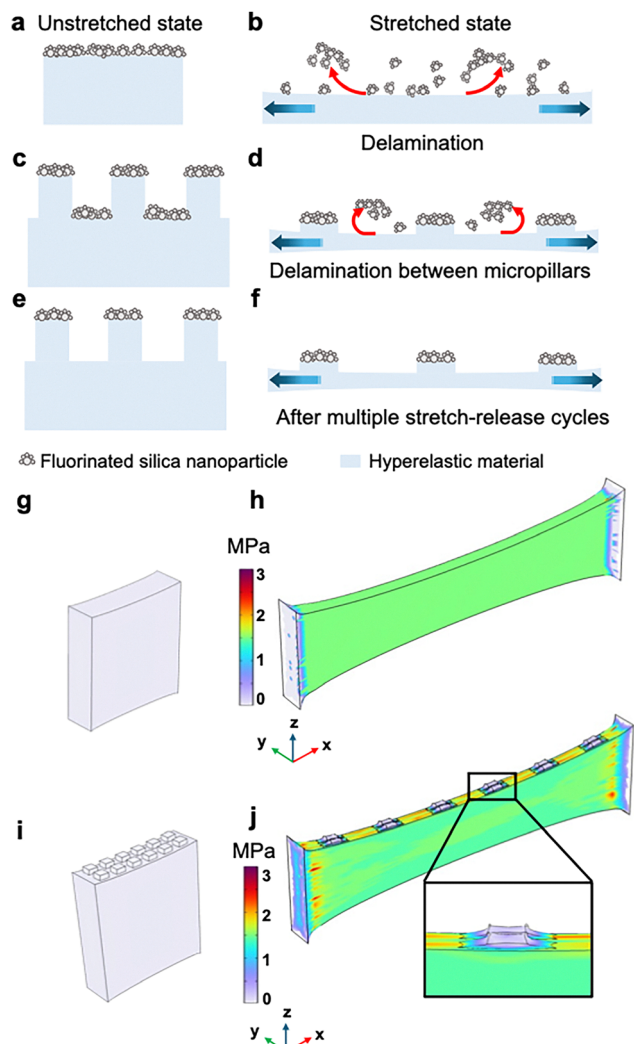 a Unstretched state
b Stretched state
Delamination
c
d
Delamination between micropillars
e
f
After multiple stretch-release cycles
Fluorinated silica nanoparticle
Hyperelastic material
g
h
MPa
3
2
1
0
z
y x
i
j
MPa
3
2
1
0
z
y x